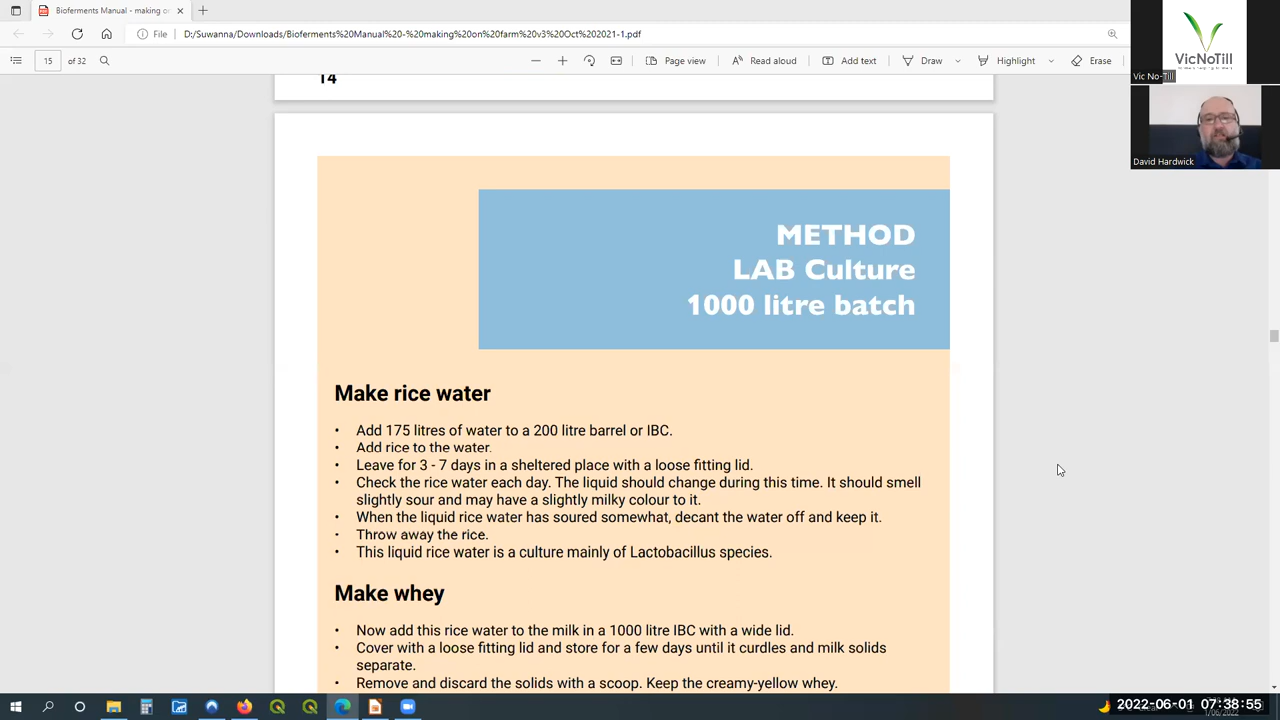 Bioferments Manual - making or
File
D:/Suwanna/Downloads/Bioferments%20Manual%20-%20making%20on%20farm%20v3%20Oct%202021-1.pdf
15 of 32
Page view
Read aloud
Add text
Draw
Highlight
Erase
VicNoTill
Vic No-Till
David Hardwick
14
METHOD
LAB Culture
1000 litre batch
Make rice water
• Add 175 litres of water to a 200 litre barrel or IBC.
• Add rice to the water.
• Leave for 3 - 7 days in a sheltered place with a loose fitting lid.
• Check the rice water each day. The liquid should change during this time. It should smell
slightly sour and may have a slightly milky colour to it.
• When the liquid rice water has soured somewhat, decant the water off and keep it.
• Throw away the rice.
• This liquid rice water is a culture mainly of Lactobacillus species.
Make whey
• Now add this rice water to the milk in a 1000 litre IBC with a wide lid.
• Cover with a loose fitting lid and store for a few days until it curdles and milk solids
separate.
• Remove and discard the solids with a scoop. Keep the creamy-yellow whey.
2022-06-01 07:38:55